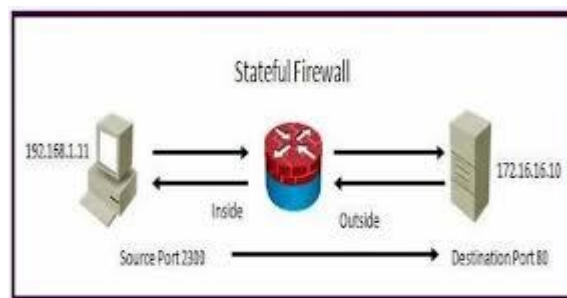 Stateful Firewall
192.168.1.11
172.16.16.10
Inside
Outside
Source Port 2300
Destination Port 80